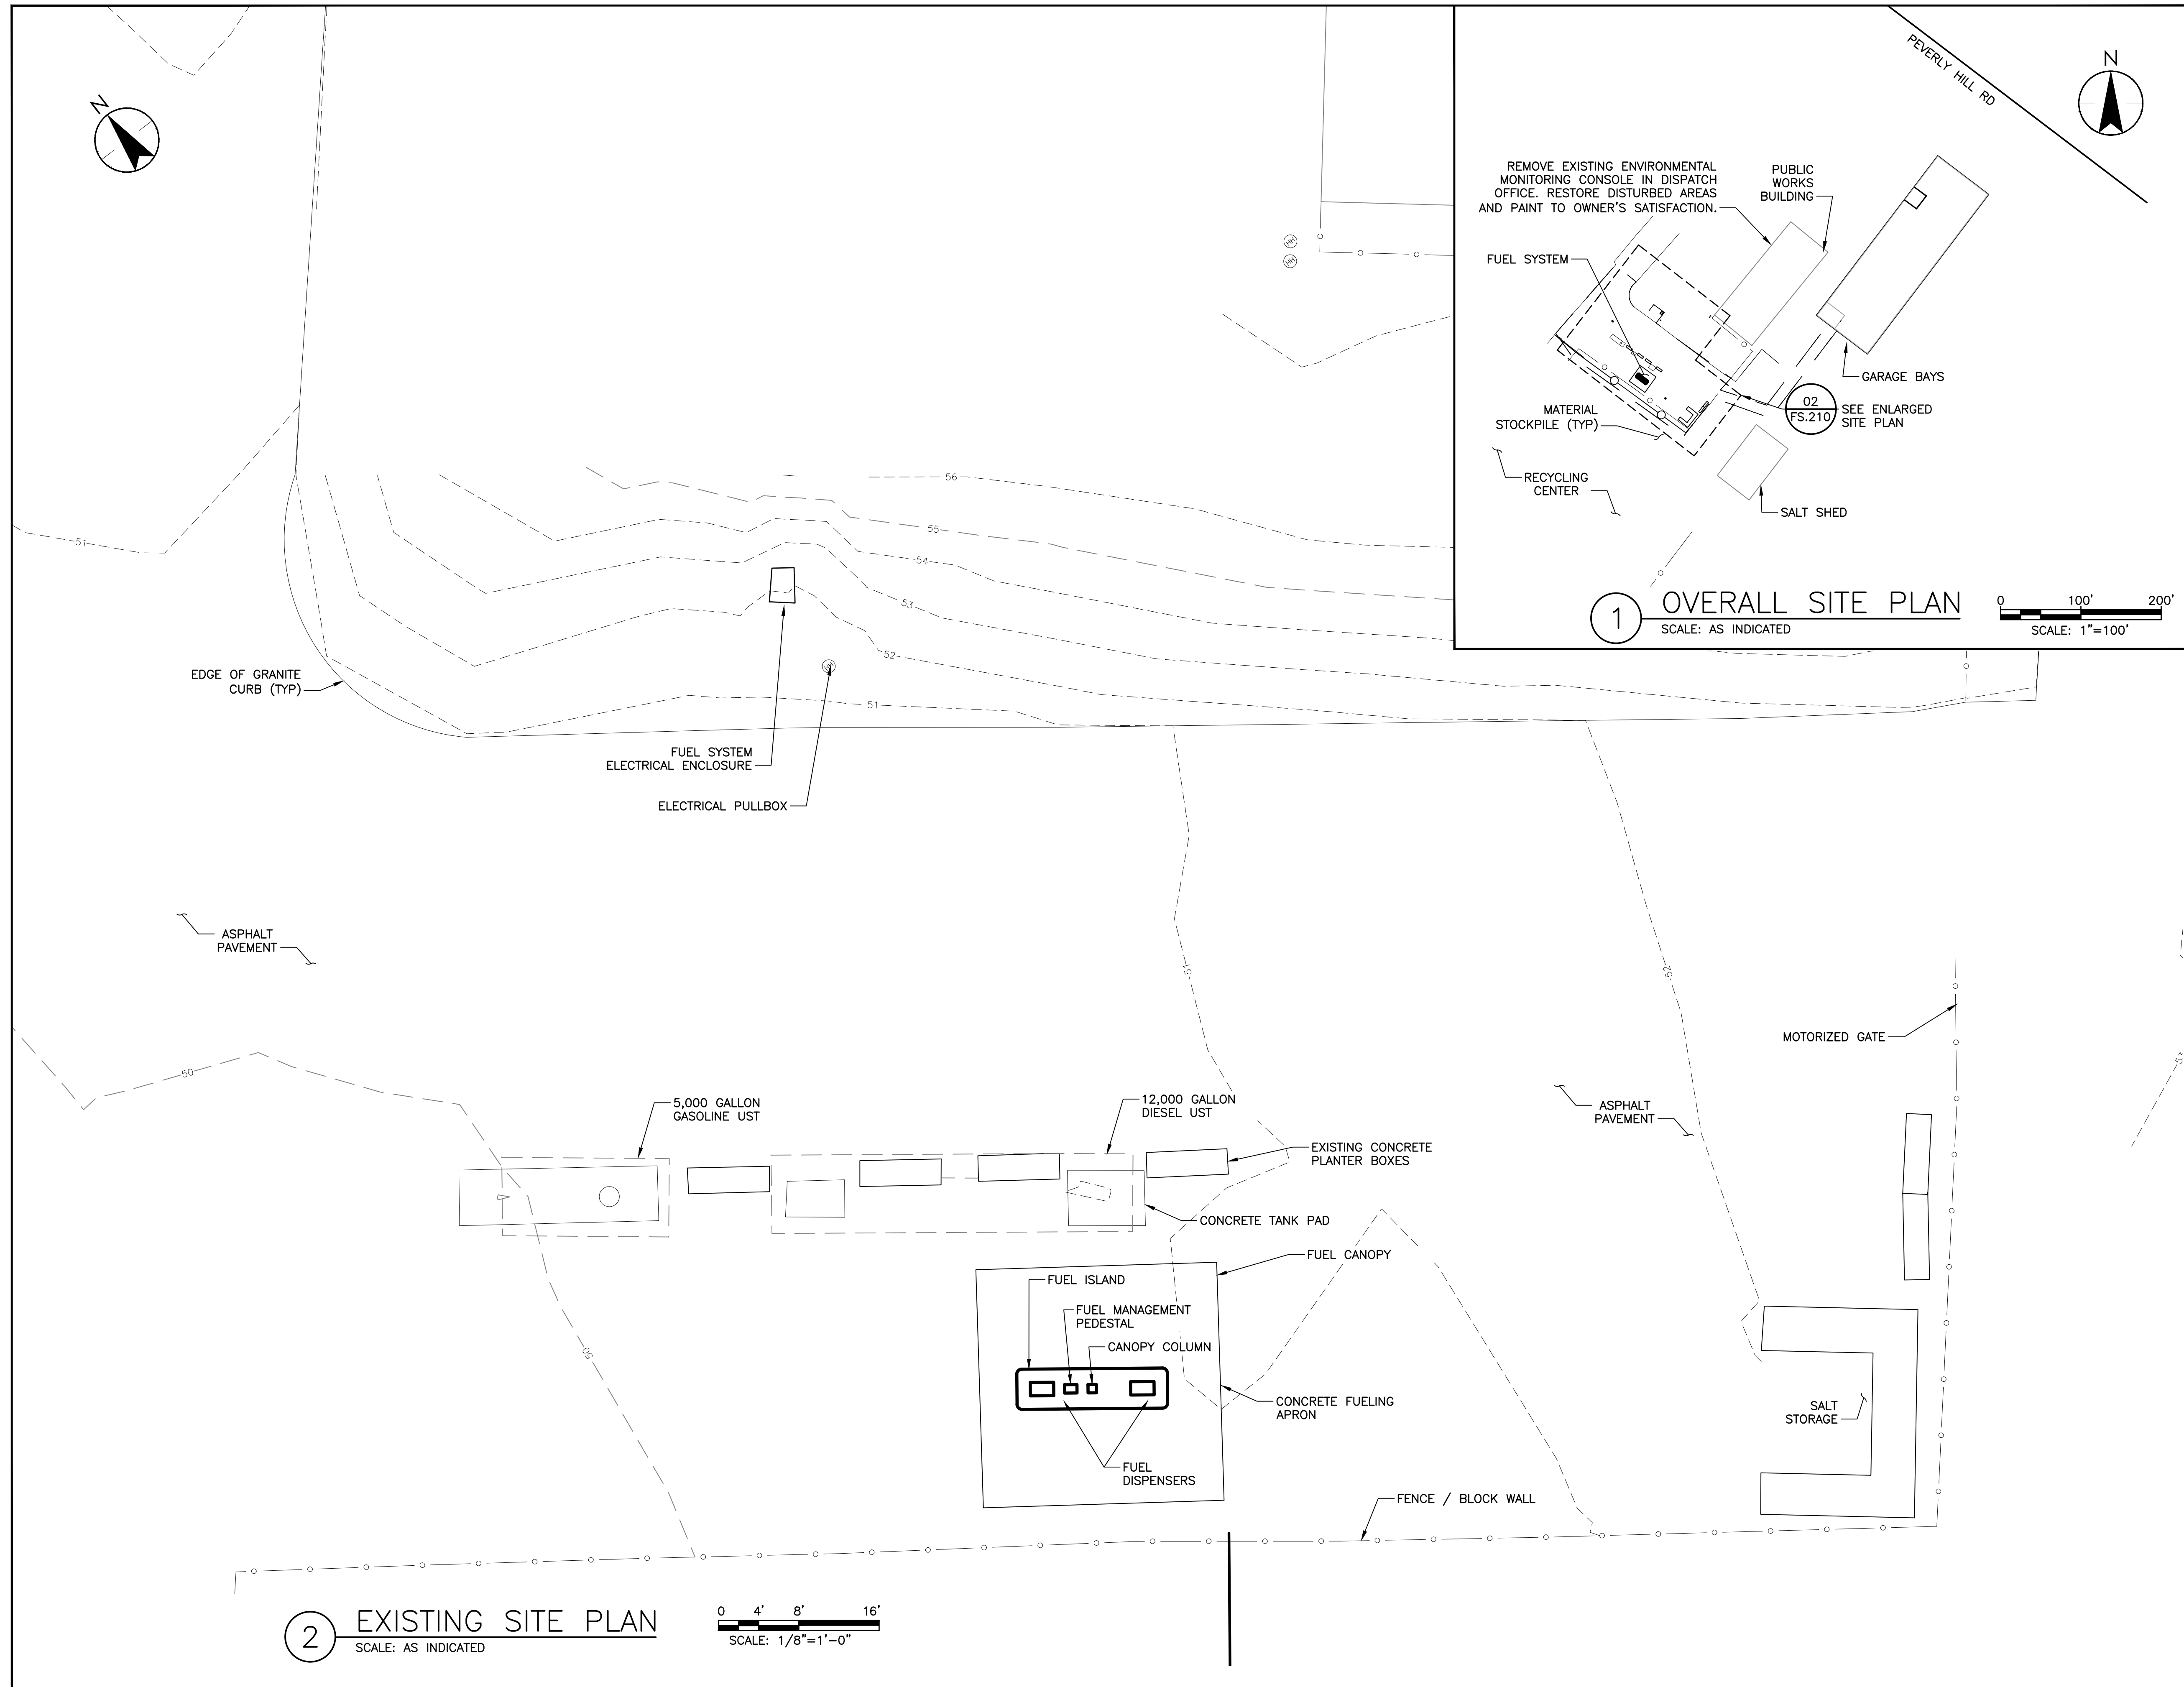 N
PEVERLY HILL RD
N
REMOVE EXISTING ENVIRONMENTAL
MONITORING CONSOLE IN DISPATCH
OFFICE. RESTORE DISTURBED AREAS
AND PAINT TO OWNER'S SATISFACTION.
PUBLIC
WORKS
BUILDING
FUEL SYSTEM
GARAGE BAYS
MATERIAL
STOCKPILE (TYP)
02
FS.210
SEE ENLARGED
SITE PLAN
RECYCLING
CENTER
SALT SHED
1
OVERALL SITE PLAN
SCALE: AS INDICATED
0 100' 200'
SCALE: 1"=100'
HH
HH
56
55
54
53
52
51
51
HH
EDGE OF GRANITE
CURB (TYP)
FUEL SYSTEM
ELECTRICAL ENCLOSURE
ELECTRICAL PULLBOX
ASPHALT
PAVEMENT
51
52
MOTORIZED GATE
53
50
5,000 GALLON
GASOLINE UST
12,000 GALLON
DIESEL UST
ASPHALT
PAVEMENT
EXISTING CONCRETE
PLANTER BOXES
CONCRETE TANK PAD
FUEL CANOPY
FUEL ISLAND
FUEL MANAGEMENT
PEDESTAL
CANOPY COLUMN
50
CONCRETE FUELING
APRON
SALT
STORAGE
FUEL
DISPENSERS
FENCE / BLOCK WALL
2
EXISTING SITE PLAN
SCALE: AS INDICATED
0 4' 8' 16'
SCALE: 1/8"=1'-0"